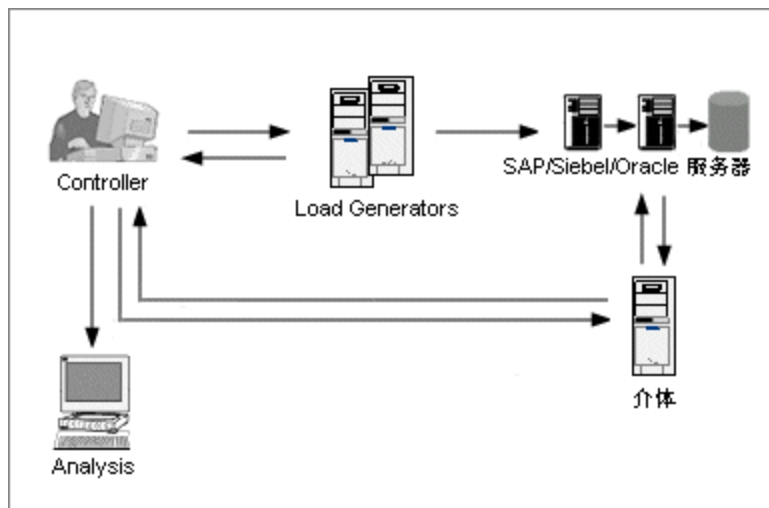 Controller
Load Generators
SAP/Siebel/Oracle 服务器
介体
Analysis